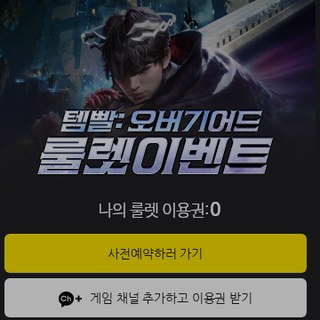 템빨: 오버기어드
룰렛이벤트
나의 룰렛 이용권:0
사전예약하러 가기
Ch+ 게임 채널 추가하고 이용권 받기